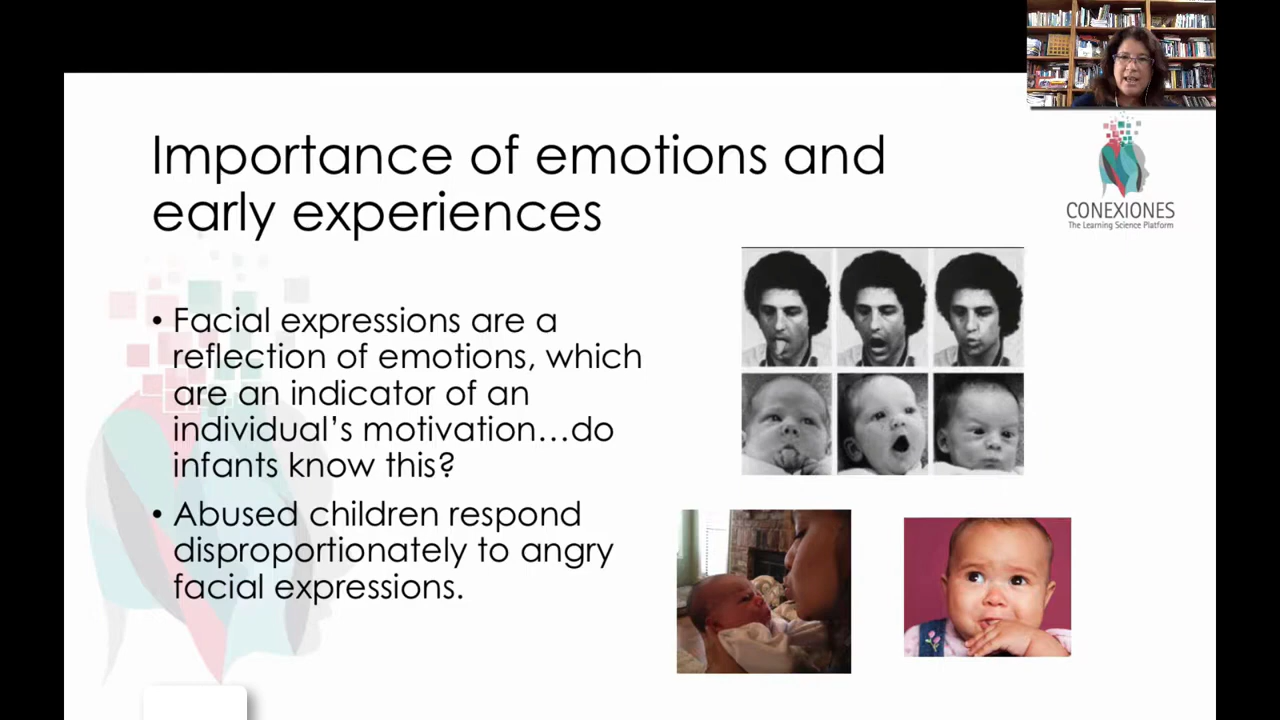 Importance of emotions and
early experiences
• Facial expressions are a
reflection of emotions, which
are an indicator of an
individual’s motivation...do
infants know this?
• Abused children respond
disproportionately to angry
facial expressions.
CONEXIONES
The Learning Science Platform